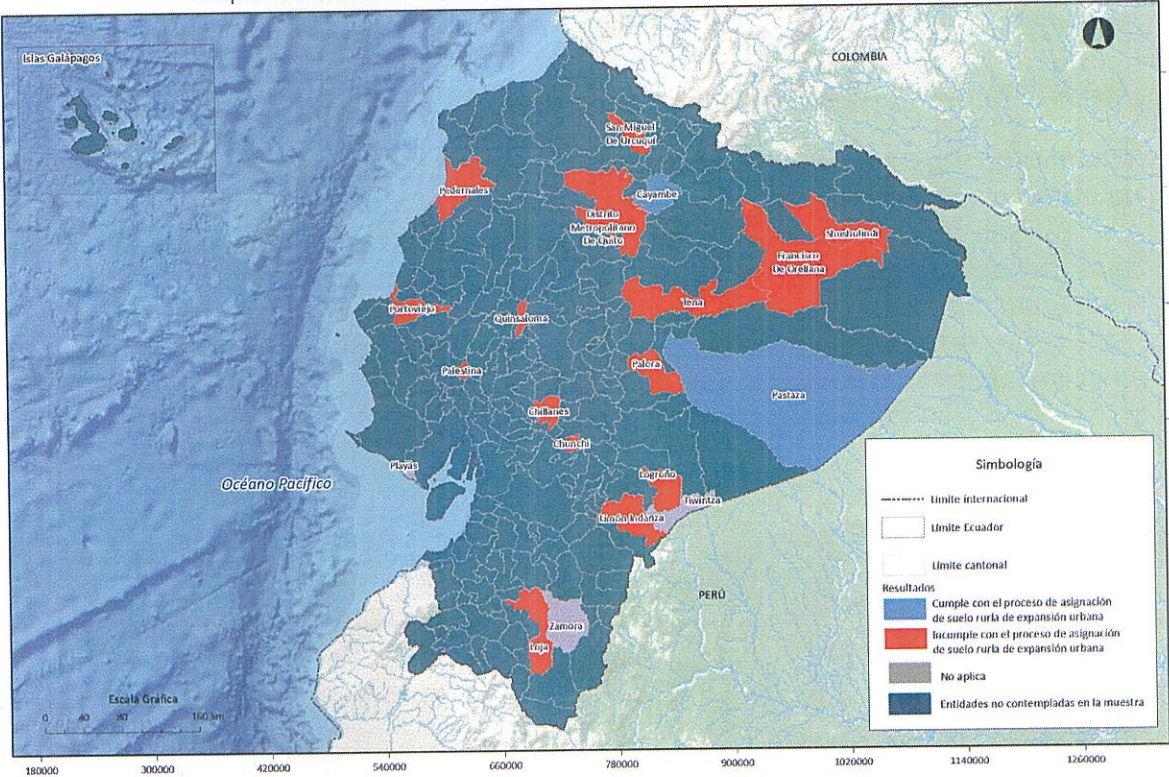 Islas Galápagos
COLOMBIA
San Miguel
De Urcuquí
Pedernales
Cayambe
Distrito
Metropolitano
De Quito
Shushufindi
Francisco
De Orellana
Tena
Portoviejo
Quinsaloma
Palestina
Palora
Pastaza
Chillanes
Chunchi
Playas
Logroño
Tiwintza
Océano Pacífico
Limón Indanza
PERÚ
Zamora
Loja
Escala Gráfica
0 40 80 160 km
Simbología
Límite internacional
Límite Ecuador
Límite cantonal
Resultados
Cumple con el proceso de asignación
de suelo rurla de expansión urbana
Incumple con el proceso de asignación
de suelo rurla de expansión urbana
No aplica
Entidades no contempladas en la muestra
180000 300000 420000 540000 660000 780000 900000 1020000 1140000 1260000